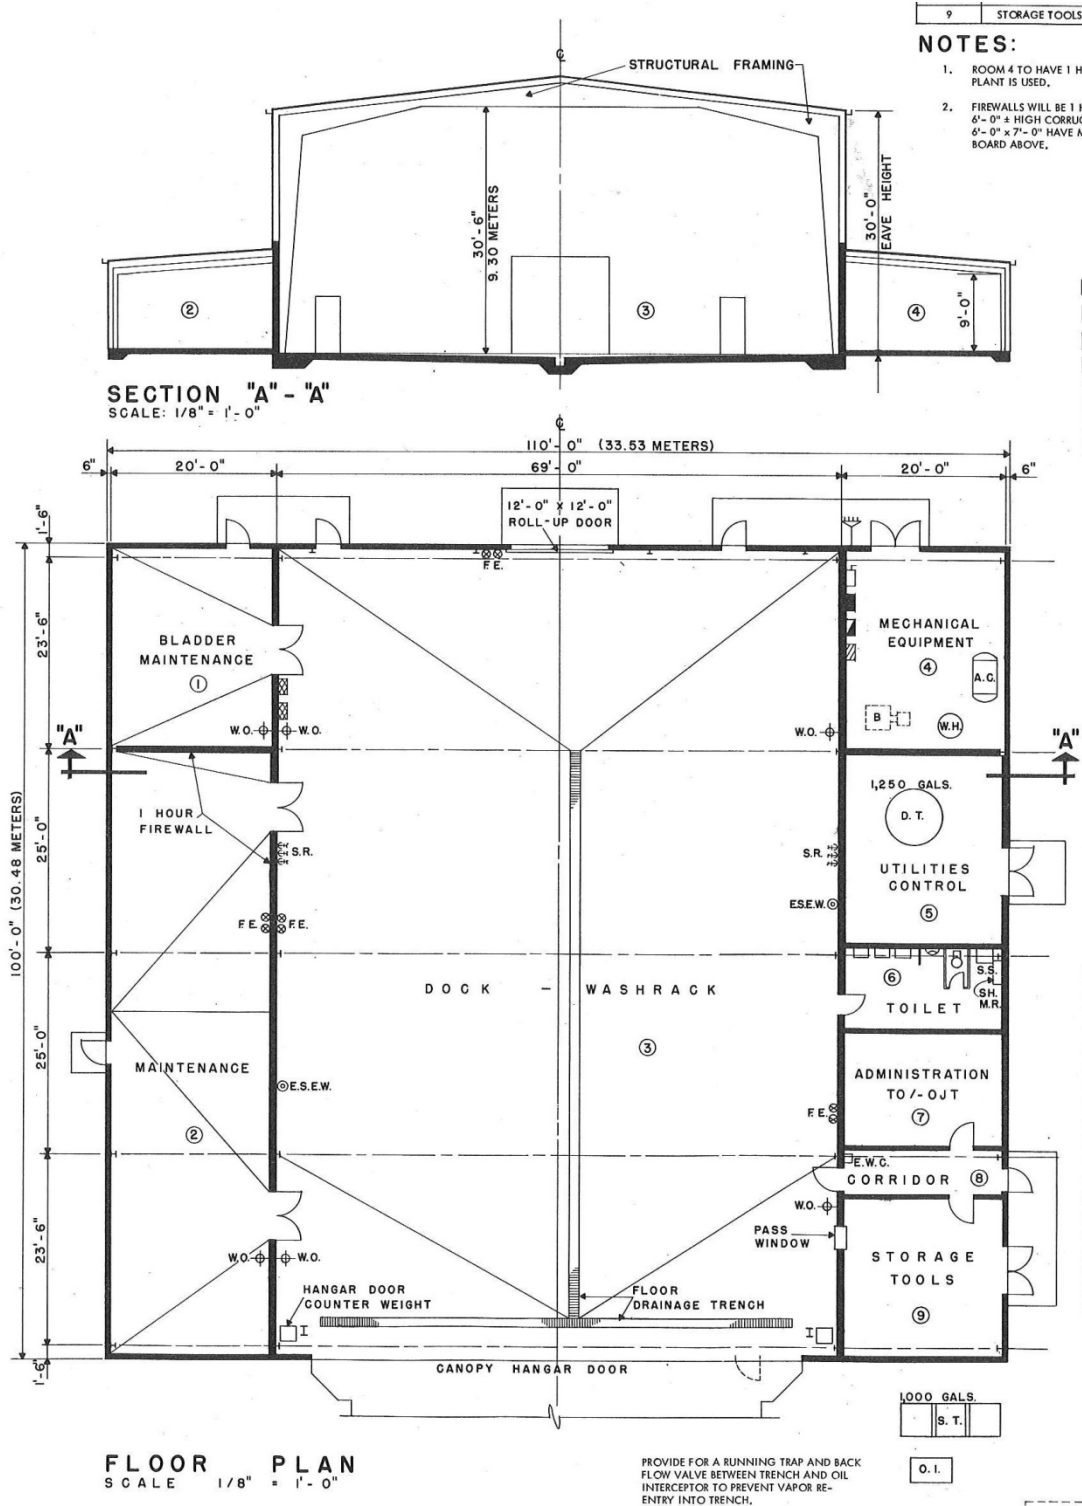 9 STORAGE TOOLS
NOTES:
1. ROOM 4 TO HAVE 1 H
PLANT IS USED.
2. FIREWALLS WILL BE 1 H
6'-0" ± HIGH CORRUG
6'-0" x 7'-0" HAVE M
BOARD ABOVE.
℄
STRUCTURAL FRAMING
30'-6"
9.30 METERS
30'-0"
EAVE HEIGHT
9'-0"
2
3
4
SECTION "A" - "A"
SCALE: 1/8" = 1'-0"
℄
110'-0" (33.53 METERS)
6"
20'-0"
69'-0"
20'-0"
6"
12'-0" x 12'-0"
ROLL-UP DOOR
F.E.
1'-6"
23'-6"
25'-0"
100'-0" (30.48 METERS)
25'-0"
23'-6"
1'-6"
BLADDER
MAINTENANCE
1
MECHANICAL
EQUIPMENT
4
A.C.
B
W.H.
W.O.
W.O.
W.O.
"A"
"A"
1 HOUR
FIREWALL
S.R.
S.R.
1,250 GALS.
D.T.
UTILITIES
CONTROL
5
E.S.E.W.
F.E.
F.E.
DOCK - WASHRACK
3
6
TOILET
S.S.
SH.
M.R.
MAINTENANCE
2
E.S.E.W.
ADMINISTRATION
TO/-OJT
7
F.E.
E.W.C.
CORRIDOR 8
W.O.
PASS
WINDOW
STORAGE
TOOLS
9
W.O.
W.O.
HANGAR DOOR
COUNTER WEIGHT
FLOOR
DRAINAGE TRENCH
CANOPY HANGAR DOOR
1,000 GALS.
S.T.
O.I.
FLOOR PLAN
SCALE 1/8" = 1'-0"
PROVIDE FOR A RUNNING TRAP AND BACK
FLOW VALVE BETWEEN TRENCH AND OIL
INTERCEPTOR TO PREVENT VAPOR RE-
ENTRY INTO TRENCH.